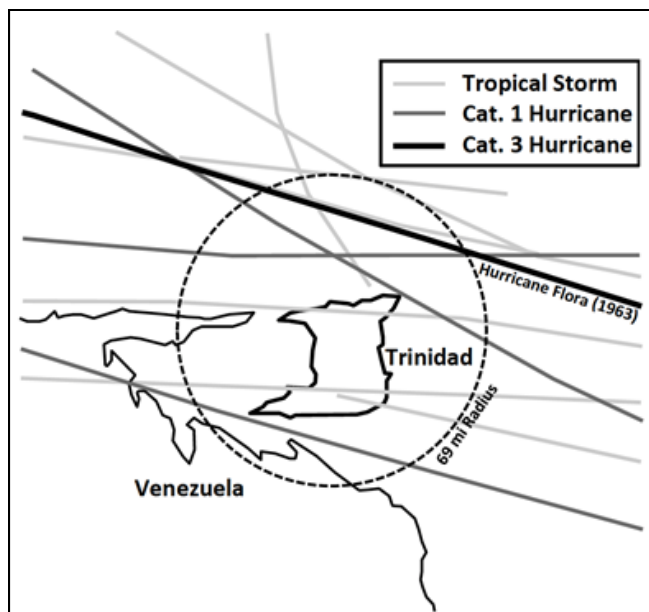 Tropical Storm
Cat. 1 Hurricane
Cat. 3 Hurricane
Hurricane Flora (1963)
Trinidad
69 mi Radius
Venezuela